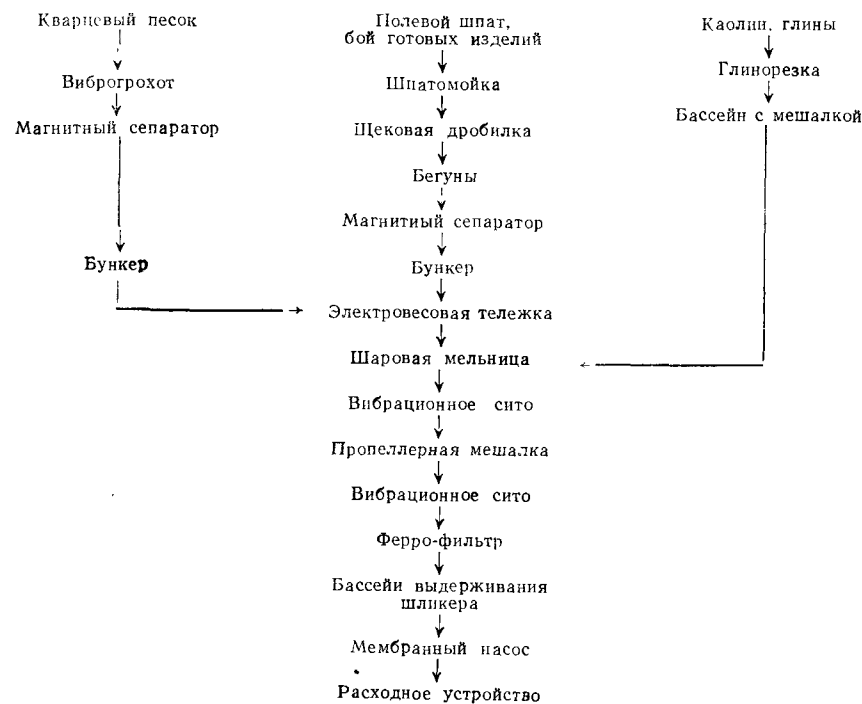 Кварцевый песок
Виброгрохот
Магнитный сепаратор
Бункер
Полевой шпат,
бой готовых изделий
Шпатомойка
Щековая дробилка
Бегуны
Магнитный сепаратор
Бункер
Каолин, глины
Глинорезка
Бассейн с мешалкой
Электровесовая тележка
Шаровая мельница
Вибрационное сито
Пропеллерная мешалка
Вибрационное сито
Ферро-фильтр
Бассейн выдерживания
шликера
Мембранный насос
Расходное устройство